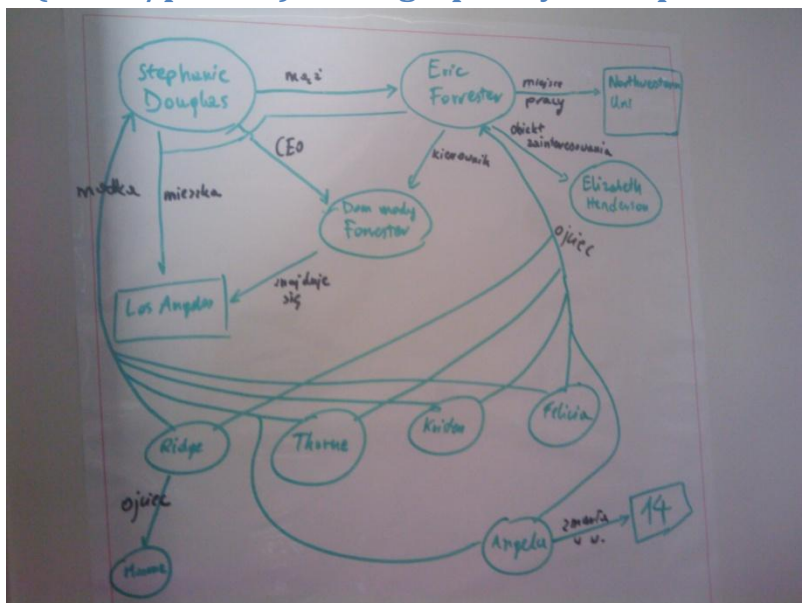 Stephanie
Douglas
mąż
Eric
Forrester
miejsce
pracy
Northwestern
Uni
obiekt
zainteresowania
Elizabeth
Henderson
CEO
kierownik
matka
mieszka
Dom mody
Forrester
ojciec
znajduje
się
Los Angeles
Ridge
Thorne
Kristen
Felicia
ojciec
Angela
zmarła
w w.
14